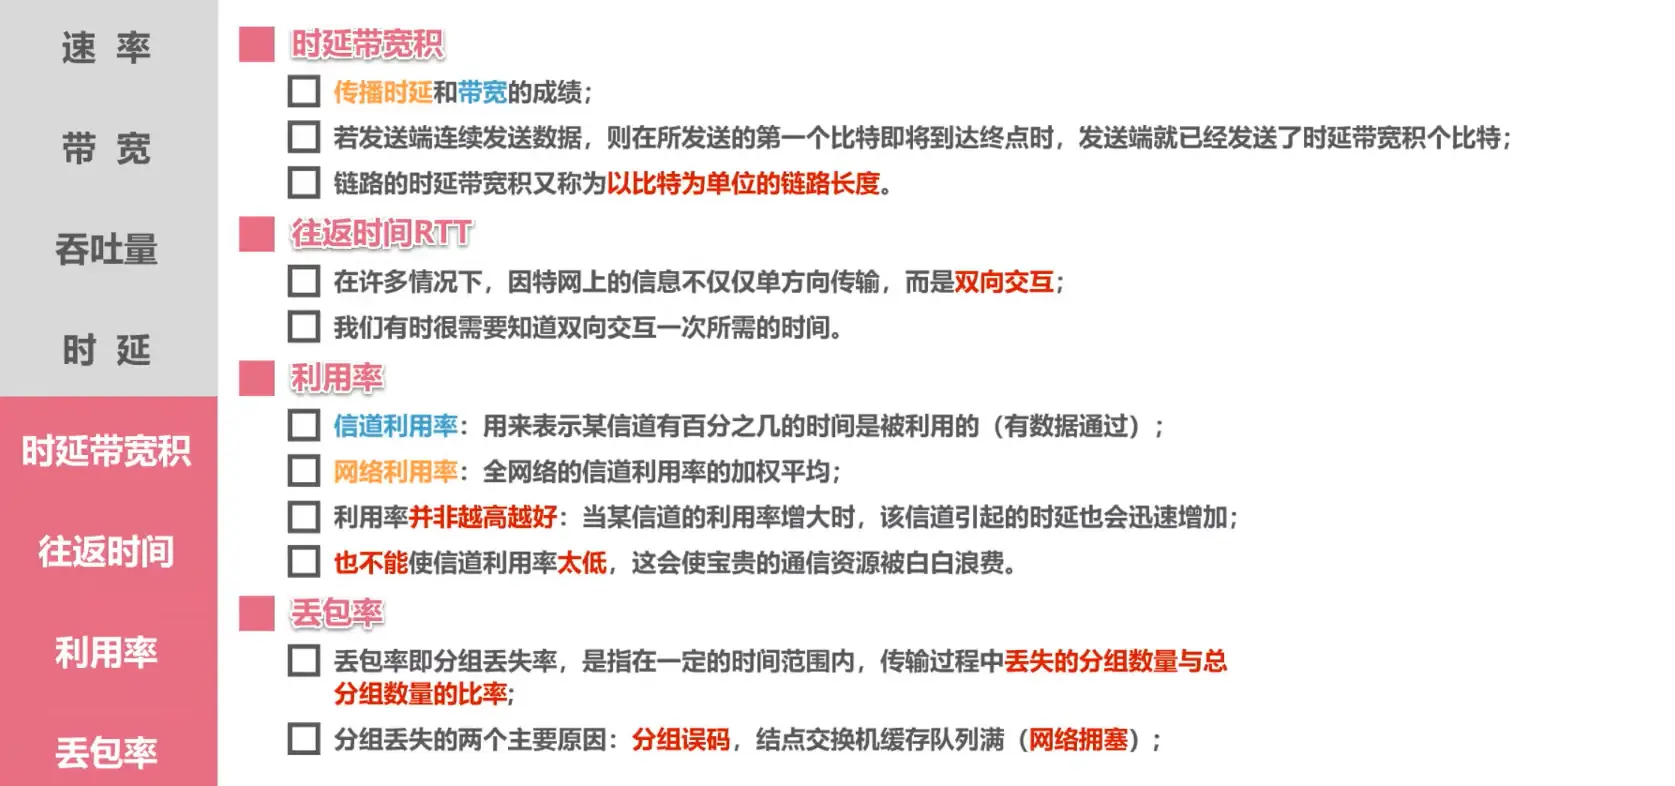 速 率
带 宽
吞吐量
时 延
时延带宽积
往返时间
利用率
丢包率
时延带宽积
传播时延和带宽的成绩；
若发送端连续发送数据，则在所发送的第一个比特即将到达终点时，发送端就已经发送了时延带宽积个比特；
链路的时延带宽积又称为以比特为单位的链路长度。
往返时间RTT
在许多情况下，因特网上的信息不仅仅单方向传输，而是双向交互；
我们有时很需要知道双向交互一次所需的时间。
利用率
信道利用率：用来表示某信道有百分之几的时间是被利用的（有数据通过）；
网络利用率：全网络的信道利用率的加权平均；
利用率并非越高越好：当某信道的利用率增大时，该信道引起的时延也会迅速增加；
也不能使信道利用率太低，这会使宝贵的通信资源被白白浪费。
丢包率
丢包率即分组丢失率，是指在一定的时间范围内，传输过程中丢失的分组数量与总
分组数量的比率;
分组丢失的两个主要原因：分组误码，结点交换机缓存队列满（网络拥塞）；